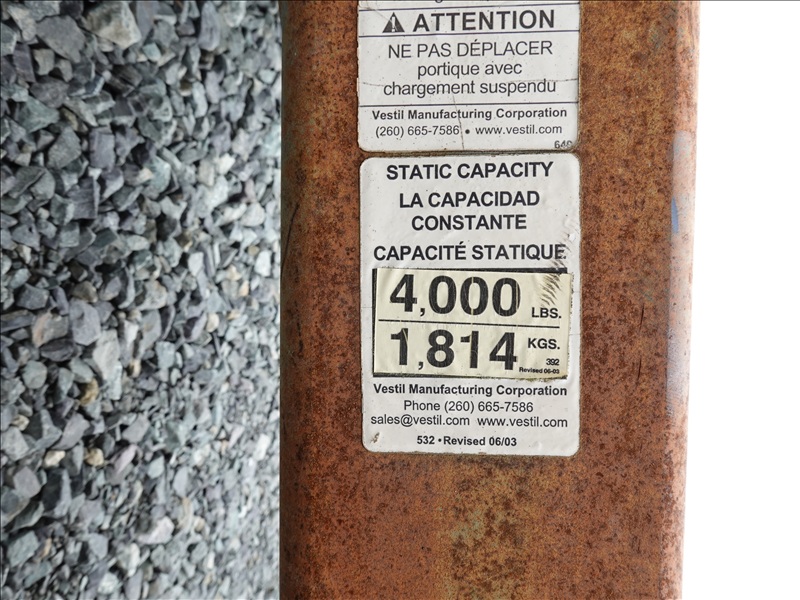 ATTENTION
NE PAS DÉPLACER
portique avec
chargement suspendu
Vestil Manufacturing Corporation
(260) 665-7586 • www.vestil.com
STATIC CAPACITY
LA CAPACIDAD
CONSTANTE
CAPACITÉ STATIQUE
4,000 LBS.
1,814 KGS.
392
Revised 06-03
Vestil Manufacturing Corporation
Phone (260) 665-7586
sales@vestil.com www.vestil.com
532 • Revised 06/03